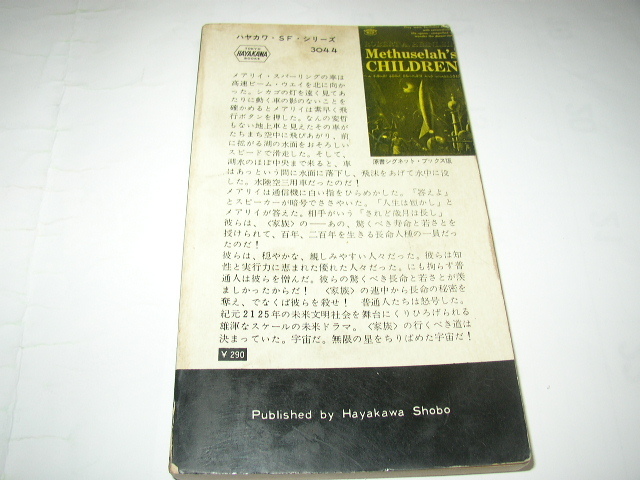 ハヤカワ・SF・シリーズ
TOKYO
HAYAKAWA
BOOKS
3044
Methuselah's
CHILDREN
原書シグネット・ブックス版
メアリイ・スパーリングの車は
高速ビーム・ウエイを北に向か
った。シカゴの灯を遠く見てあ
たりに動く車の影のないことを
確かめるとメアリイは素早く飛
行ボタンを押した。なんの変哲
もない地上車と見えたその車が
たちまち空中に飛びあがり、前
に拡がる湖の水面をおそろしい
スピードで滑走した。そして、
湖水のほぼ中央まで来ると、車
はあっという間に水面に落下し、飛沫をあげて水中に没
した。水陸空三用車だったのだ！
メアリイは通信機に白い指をひらめかした。「答えよ」
とスピーカーが暗号でささやいた。「人生は短かし」と
メアリイが答えた。相手がいう「されど歳月は長し」
彼らは、〈家族〉の――あの、驚くべき寿命と若さとを
授けられて、百年、二百年を生きる長命人種の一員だっ
たのだ！
彼らは、穏やかな、親しみやすい人々だった。彼らは知
性と実行力に恵まれた優れた人々だった。にも拘らず普
通人は彼らを憎んだ。彼らの驚くべき長命と若さとが羨
ましかったからだ！〈家族〉の連中から長命の秘密を
奪え、でなくば彼らを殺せ！　普通人たちは怒号した。
紀元2125年の未来文明社会を舞台にくりひろげられる
雄渾なスケールの未来ドラマ。〈家族〉の行くべき道は
決まっていた。宇宙だ。無限の星をちりばめた宇宙だ！
¥ 290
Published by Hayakawa Shobo